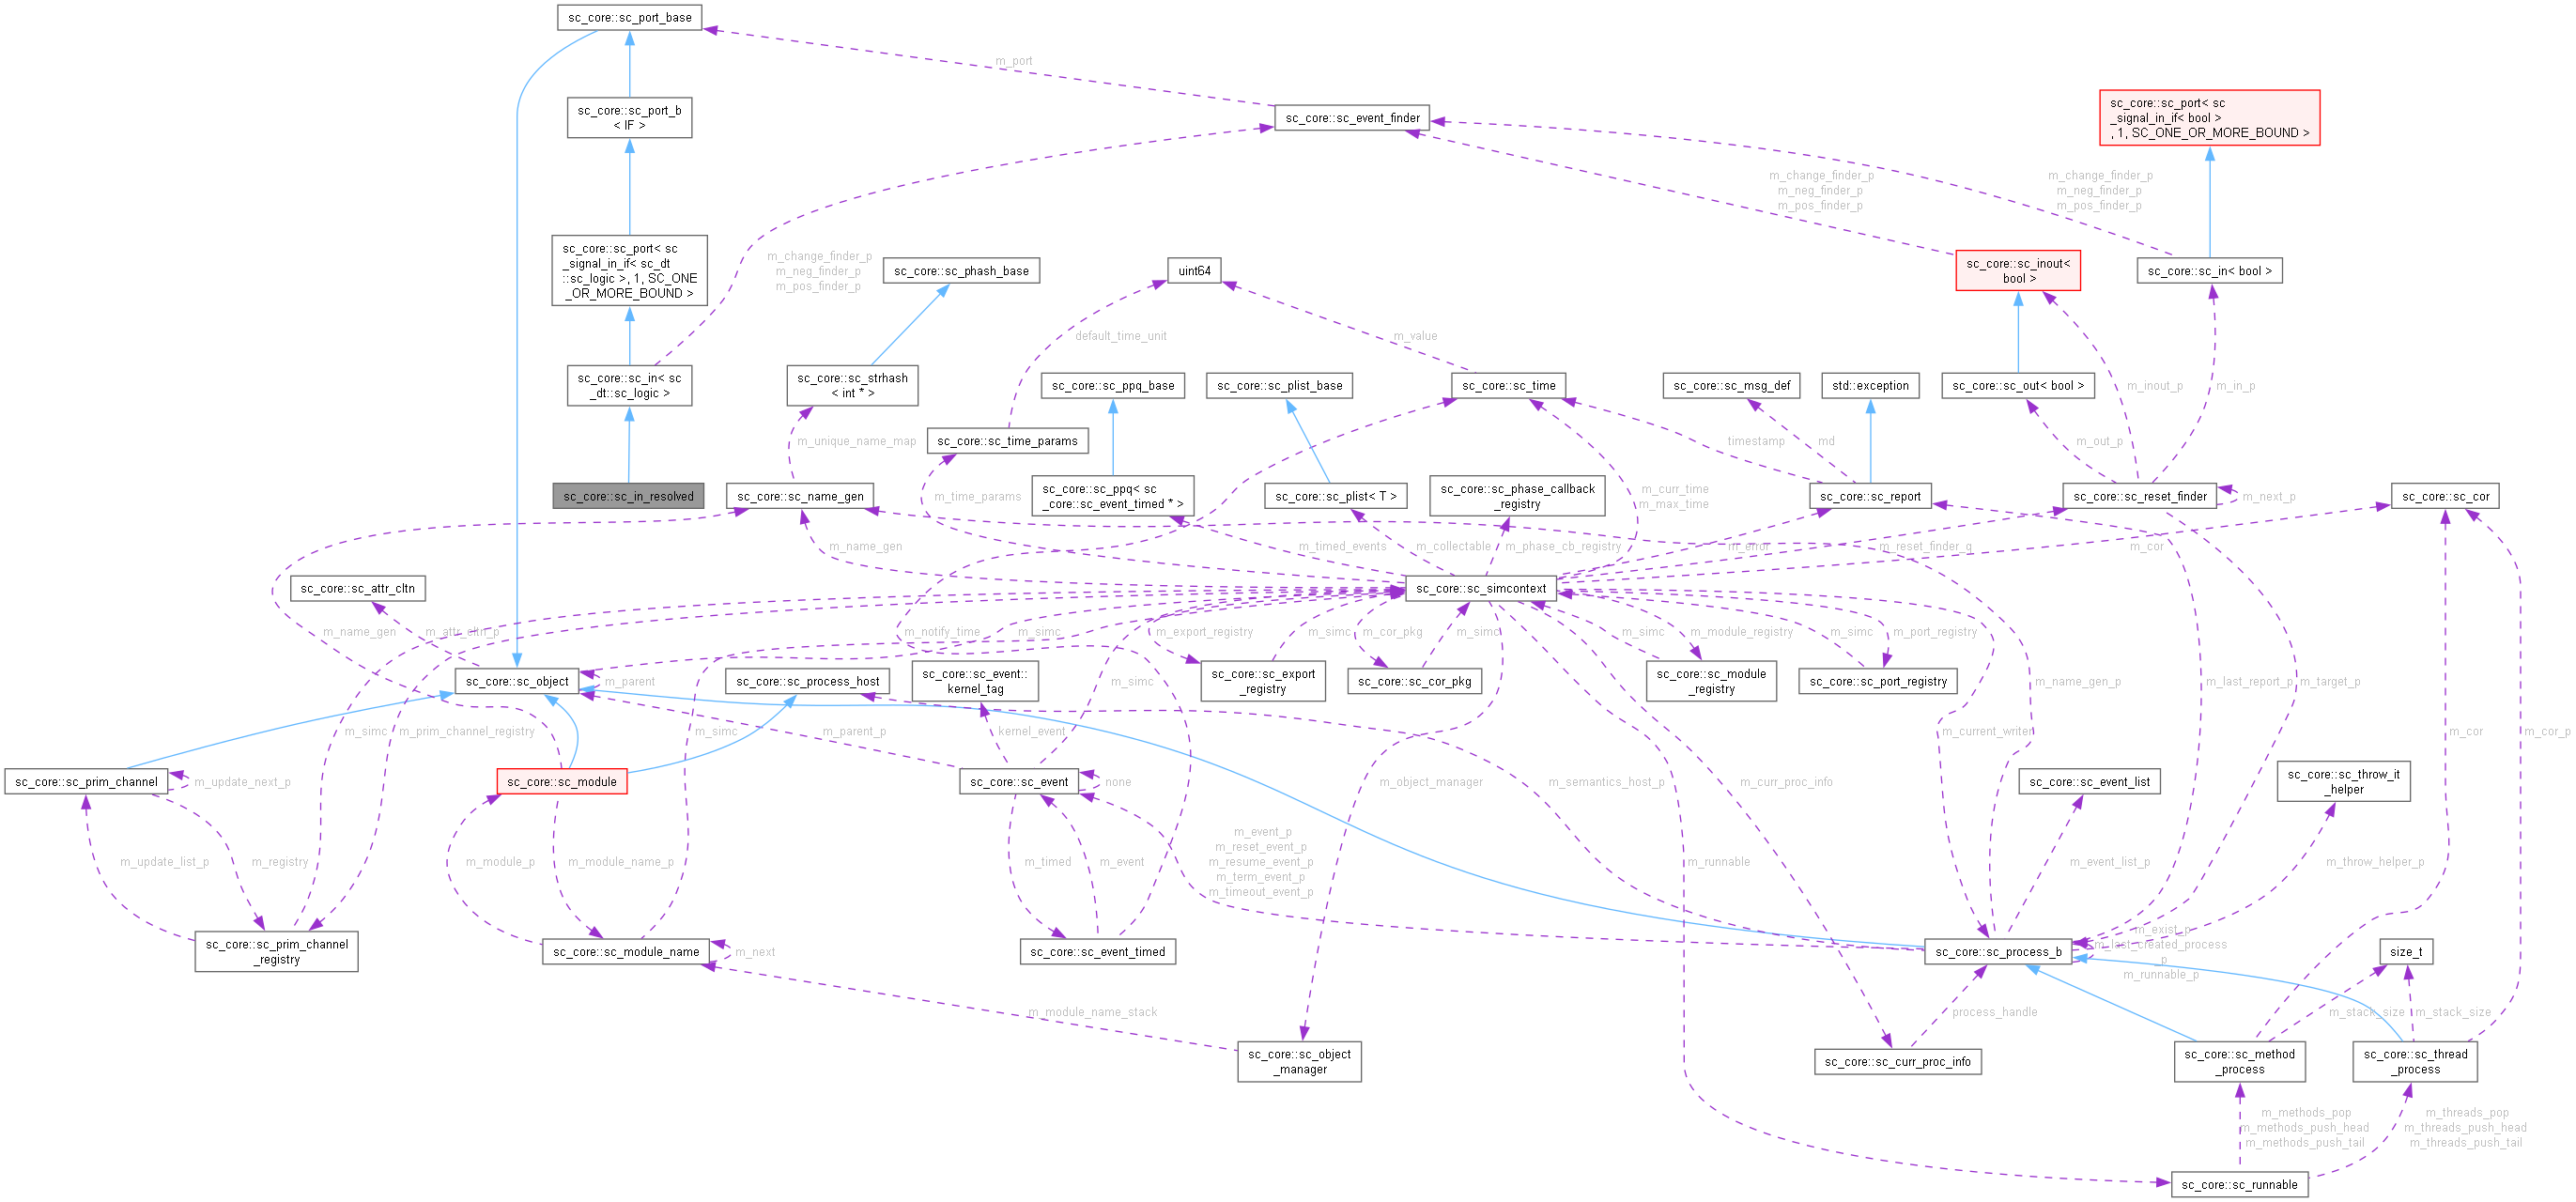 sc_core::sc_port_base
m_port
sc_core::sc_port_b
< IF >
sc_core::sc_event_finder
sc_core::sc_port< sc
_signal_in_if< bool >
, 1, SC_ONE_OR_MORE_BOUND >
m_change_finder_p
m_neg_finder_p
m_pos_finder_p
m_change_finder_p
m_neg_finder_p
m_pos_finder_p
sc_core::sc_port< sc
_signal_in_if< sc_dt
::sc_logic >, 1, SC_ONE
_OR_MORE_BOUND >
m_change_finder_p
m_neg_finder_p
m_pos_finder_p
sc_core::sc_phash_base
uint64
sc_core::sc_inout<
bool >
sc_core::sc_in< bool >
default_time_unit
m_value
sc_core::sc_in< sc
_dt::sc_logic >
sc_core::sc_strhash
< int * >
sc_core::sc_ppq_base
sc_core::sc_plist_base
sc_core::sc_time
sc_core::sc_msg_def
std::exception
sc_core::sc_out< bool >
m_inout_p
m_in_p
m_unique_name_map
sc_core::sc_time_params
timestamp
md
m_out_p
sc_core::sc_in_resolved
sc_core::sc_name_gen
m_time_params
sc_core::sc_ppq< sc
_core::sc_event_timed * >
sc_core::sc_plist< T >
sc_core::sc_phase_callback
_registry
m_curr_time
m_max_time
sc_core::sc_report
sc_core::sc_reset_finder
m_next_p
sc_core::sc_cor
m_name_gen
m_timed_events
m_collectable
m_phase_cb_registry
m_error
m_reset_finder_q
m_cor
sc_core::sc_attr_cltn
sc_core::sc_simcontext
m_name_gen
m_attr_cltn_p
m_notify_time
m_simc
m_export_registry
m_simc
m_cor_pkg
m_simc
m_simc
m_module_registry
m_simc
m_port_registry
sc_core::sc_object
m_parent
sc_core::sc_process_host
sc_core::sc_event::
kernel_tag
m_simc
sc_core::sc_export
_registry
sc_core::sc_cor_pkg
sc_core::sc_module
_registry
sc_core::sc_port_registry
m_name_gen_p
m_last_report_p
m_target_p
m_simc
m_prim_channel_registry
m_simc
m_parent_p
kernel_event
m_current_writer
m_cor
m_cor_p
sc_core::sc_prim_channel
m_update_next_p
sc_core::sc_module
sc_core::sc_event
none
m_object_manager
m_semantics_host_p
m_curr_proc_info
sc_core::sc_event_list
sc_core::sc_throw_it
_helper
m_update_list_p
m_registry
m_module_p
m_module_name_p
m_timed
m_event
m_event_p
m_reset_event_p
m_resume_event_p
m_term_event_p
m_timeout_event_p
m_runnable
m_event_list_p
m_throw_helper_p
sc_core::sc_prim_channel
_registry
sc_core::sc_module_name
m_next
sc_core::sc_event_timed
sc_core::sc_process_b
m_exist_p
m_last_created_process
_p
m_runnable_p
size_t
m_module_name_stack
process_handle
m_stack_size
m_stack_size
sc_core::sc_object
_manager
sc_core::sc_curr_proc_info
sc_core::sc_method
_process
sc_core::sc_thread
_process
m_methods_pop
m_methods_push_head
m_methods_push_tail
m_threads_pop
m_threads_push_head
m_threads_push_tail
sc_core::sc_runnable